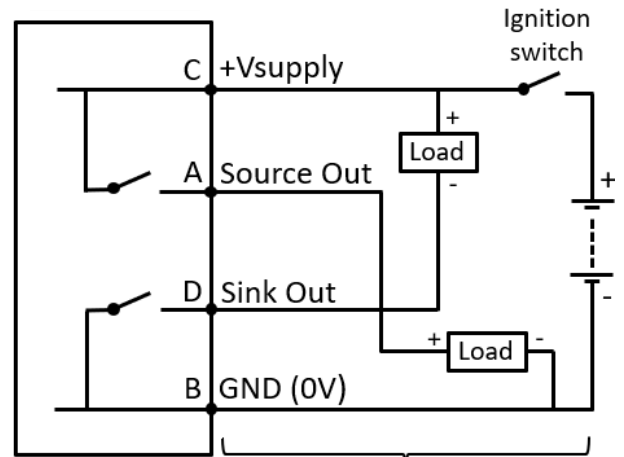 Ignition
switch
C +Vsupply
+
Load
-
A Source Out
+
D Sink Out
-
+ Load -
B GND (0V)